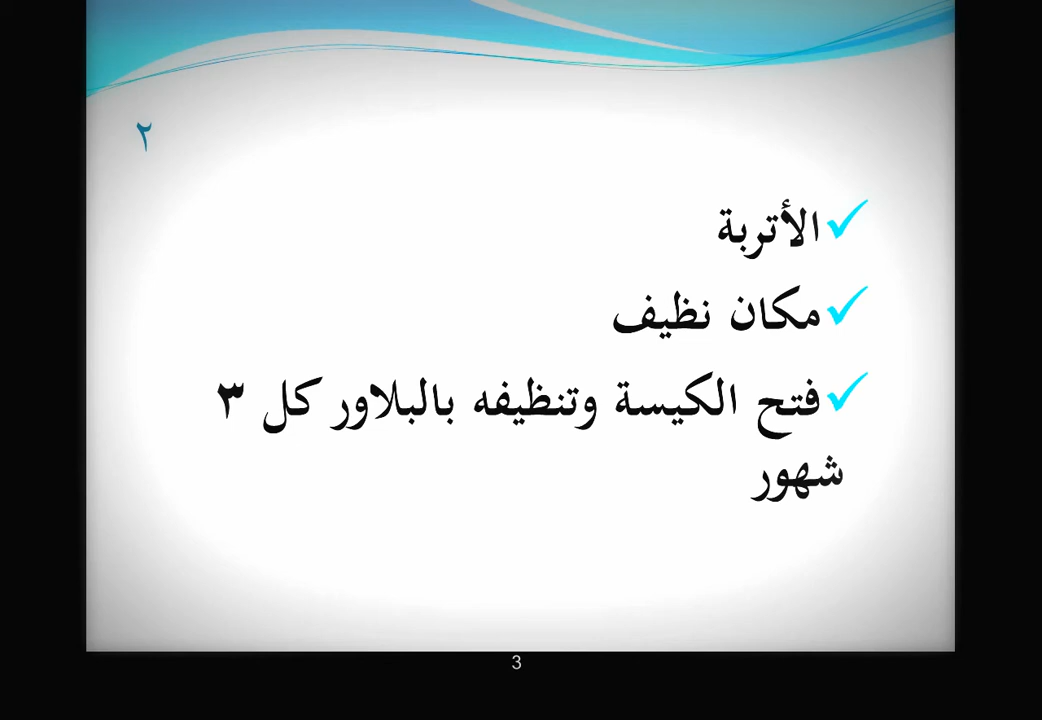 ٢
الأتربة
مكان نظيف
فتح الكيسة وتنظيفه بالبلاور كل ٣
شهور
3